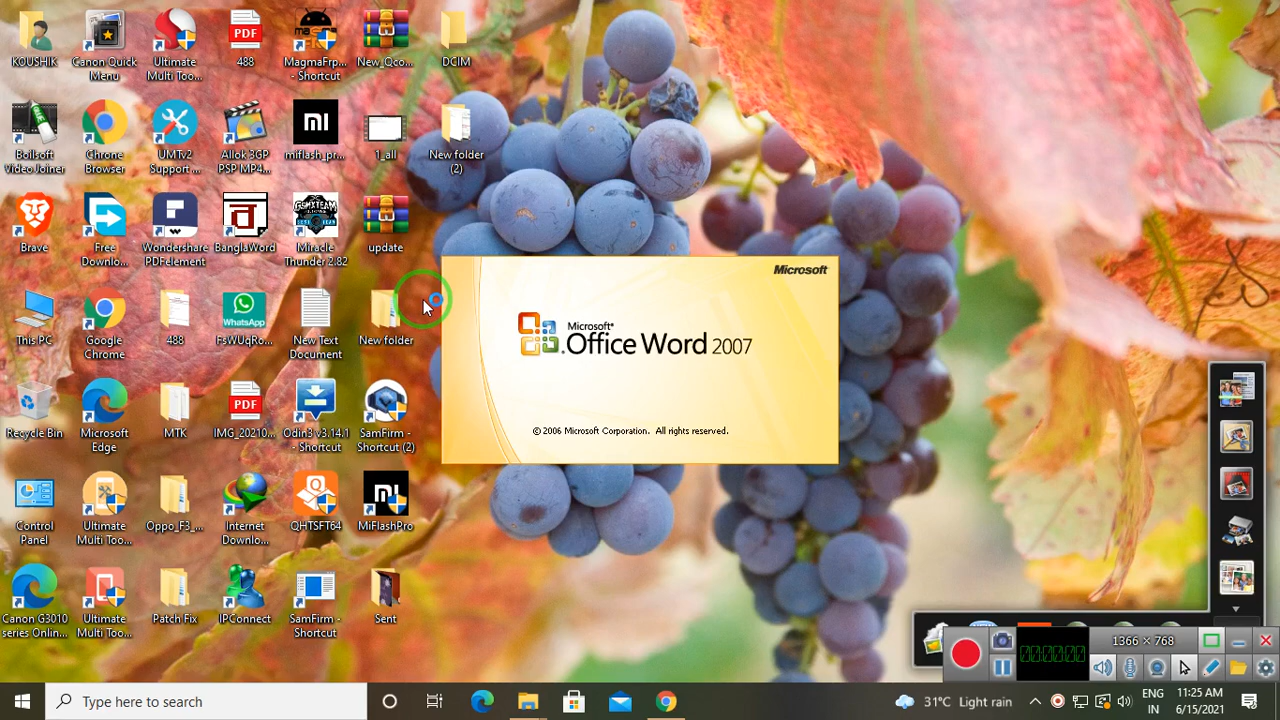 KOUSHIK
Canon Quick
Menu
Ultimate
Multi Too...
PDF
488
MagmaFrp...
- Shortcut
New_Qco...
DCIM
Boilsoft
Video Joiner
Chrome
Browser
UMTv2
Support...
Allok 3GP
PSP MP4...
miflash_pr...
1_all
New folder
(2)
Brave
Free
Downlo...
Wondershare
PDFelement
BanglaWord
Miracle
Thunder 2.82
update
This PC
Google
Chrome
488
WhatsApp
FsWUqRo...
New Text
Document
New folder
Microsoft
Microsoft®
Office Word 2007
© 2006 Microsoft Corporation. All rights reserved.
Recycle Bin
Microsoft
Edge
MTK
PDF
IMG_20210...
Odin3 v3.14.1
- Shortcut
SamFirm -
Shortcut (2)
Control
Panel
Ultimate
Multi Too...
Oppo_F3_...
Internet
Downlo...
QHTSFT64
MiFlashPro
Canon G3010
series Onlin...
Ultimate
Multi Too...
Patch Fix
IPConnect
SamFirm -
Shortcut
Sent
1366 × 768
Type here to search
31°C Light rain
ENG
IN
11:25 AM
6/15/2021